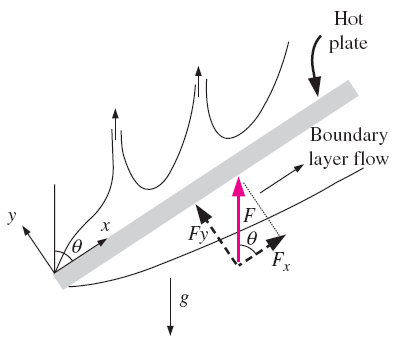 Hot
plate
Boundary
layer flow
y
x
θ
F
Fy
θ
Fx
g